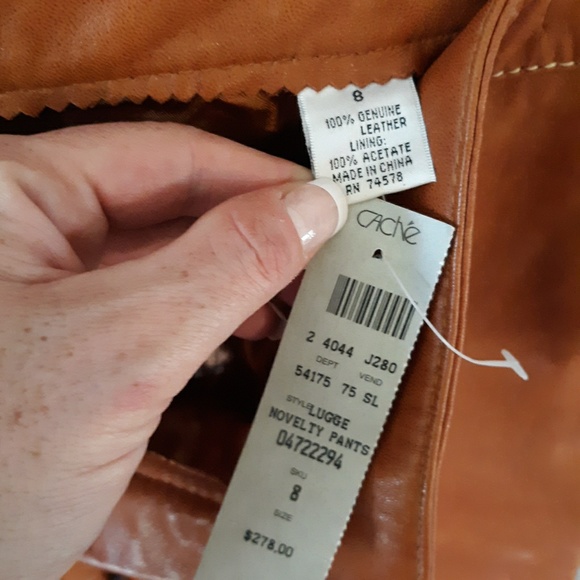 8
100% GENUINE
LEATHER
LINING:
100% ACETATE
MADE IN CHINA
RN 74578
Caché
2 4044 J280
DEPT VEND
54175 75 SL
STYLE LUGGE
NOVELTY PANTS
04722294
SKU
8
SIZE
$278.00